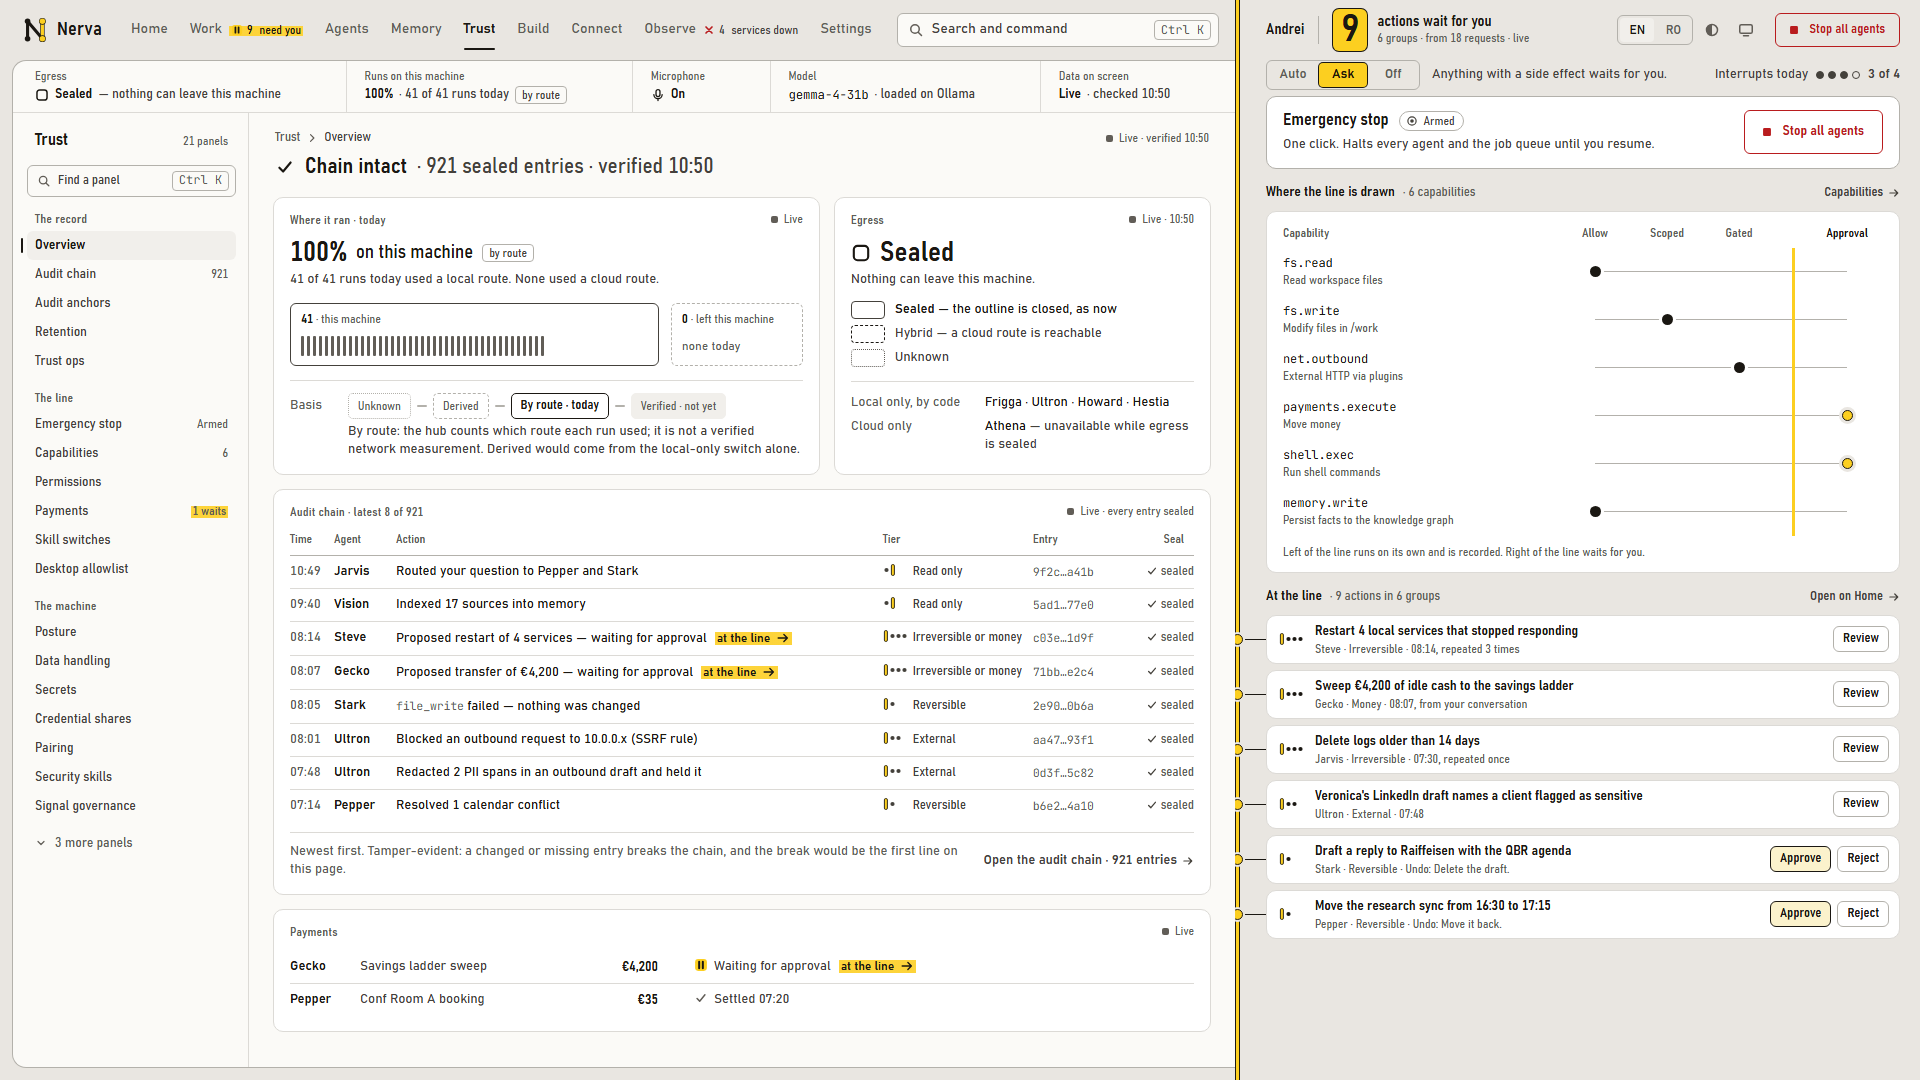 Nerva
Home
Work 9 need you
Agents
Memory
Trust
Build
Connect
Observe 4 services down
Settings
Search and command Ctrl K
Andrei
9
actions wait for you
6 groups · from 18 requests · live
EN RO
Stop all agents
Egress
Sealed — nothing can leave this machine
Runs on this machine
100% · 41 of 41 runs today by route
Microphone
On
Model
gemma-4-31b · loaded on Ollama
Data on screen
Live · checked 10:50
Auto Ask Off
Anything with a side effect waits for you.
Interrupts today 3 of 4
Trust 21 panels
Find a panel Ctrl K
The record
Overview
Audit chain 921
Audit anchors
Retention
Trust ops
The line
Emergency stop Armed
Capabilities 6
Permissions
Payments 1 waits
Skill switches
Desktop allowlist
The machine
Posture
Data handling
Secrets
Credential shares
Pairing
Security skills
Signal governance
3 more panels
Trust > Overview
Live · verified 10:50
Chain intact · 921 sealed entries · verified 10:50
Where it ran · today Live
100% on this machine by route
41 of 41 runs today used a local route. None used a cloud route.
41 · this machine
0 · left this machine
none today
Basis Unknown — Derived — By route · today — Verified · not yet
By route: the hub counts which route each run used; it is not a verified
network measurement. Derived would come from the local-only switch alone.
Egress Live · 10:50
Sealed
Nothing can leave this machine.
Sealed — the outline is closed, as now
Hybrid — a cloud route is reachable
Unknown
Local only, by code Frigga · Ultron · Howard · Hestia
Cloud only Athena — unavailable while egress
is sealed
Audit chain · latest 8 of 921 Live · every entry sealed
Time Agent Action Tier Entry Seal
10:49 Jarvis Routed your question to Pepper and Stark Read only 9f2c…a41b sealed
09:40 Vision Indexed 17 sources into memory Read only 5ad1…77e0 sealed
08:14 Steve Proposed restart of 4 services — waiting for approval at the line → Irreversible or money c03e…1d9f sealed
08:07 Gecko Proposed transfer of €4,200 — waiting for approval at the line → Irreversible or money 71bb…e2c4 sealed
08:05 Stark file_write failed — nothing was changed Reversible 2e90…0b6a sealed
08:01 Ultron Blocked an outbound request to 10.0.0.x (SSRF rule) External aa47…93f1 sealed
07:48 Ultron Redacted 2 PII spans in an outbound draft and held it External 0d3f…5c82 sealed
07:14 Pepper Resolved 1 calendar conflict Reversible b6e2…4a10 sealed
Newest first. Tamper-evident: a changed or missing entry breaks the chain, and the break would be the first line on
this page.
Open the audit chain · 921 entries →
Payments Live
Gecko Savings ladder sweep €4,200 Waiting for approval at the line →
Pepper Conf Room A booking €35 Settled 07:20
Emergency stop Armed
One click. Halts every agent and the job queue until you resume.
Stop all agents
Where the line is drawn · 6 capabilities Capabilities →
Capability Allow Scoped Gated Approval
fs.read
Read workspace files
fs.write
Modify files in /work
net.outbound
External HTTP via plugins
payments.execute
Move money
shell.exec
Run shell commands
memory.write
Persist facts to the knowledge graph
Left of the line runs on its own and is recorded. Right of the line waits for you.
At the line · 9 actions in 6 groups Open on Home →
Restart 4 local services that stopped responding
Steve · Irreversible · 08:14, repeated 3 times
Review
Sweep €4,200 of idle cash to the savings ladder
Gecko · Money · 08:07, from your conversation
Review
Delete logs older than 14 days
Jarvis · Irreversible · 07:30, repeated once
Review
Veronica's LinkedIn draft names a client flagged as sensitive
Ultron · External · 07:48
Review
Draft a reply to Raiffeisen with the QBR agenda
Stark · Reversible · Undo: Delete the draft.
Approve Reject
Move the research sync from 16:30 to 17:15
Pepper · Reversible · Undo: Move it back.
Approve Reject